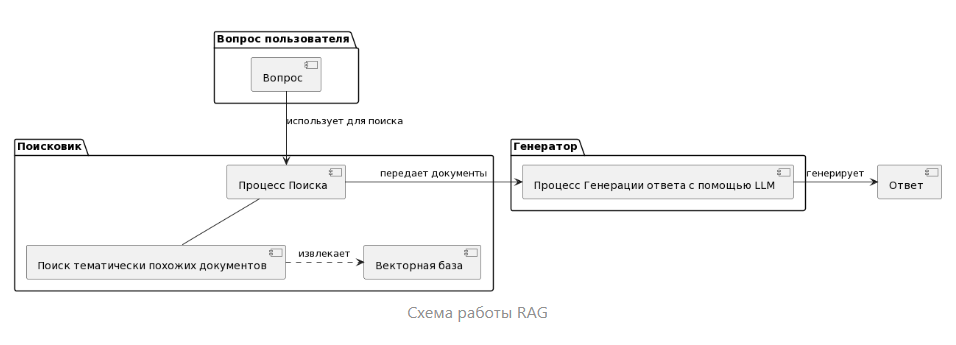 Вопрос пользователя
Вопрос
использует для поиска
Поисковик
Процесс Поиска
передает документы
Генератор
Процесс Генерации ответа с помощью LLM
генерирует
Ответ
Поиск тематически похожих документов
извлекает
Векторная база
Схема работы RAG